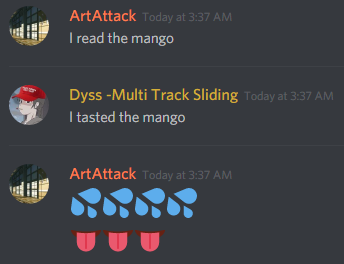 ArtAttack Today at 3:37 AM
I read the mango
Dyss -Multi Track Sliding Today at 3:37 AM
I tasted the mango
ArtAttack Today at 3:37 AM
💦💦💦💦
👅👅👅